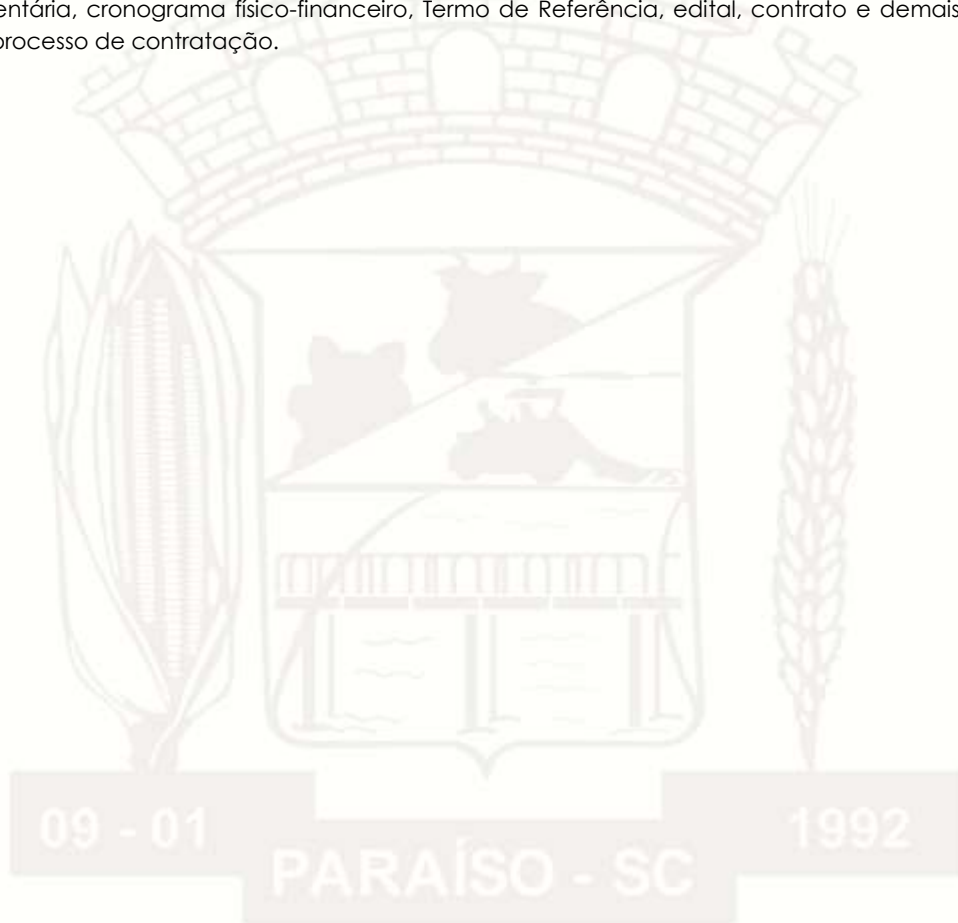 entária, cronograma físico-financeiro, Termo de Referência, edital, contrato e demais
processo de contratação.
09 - 01
1992
PARAÍSO - SC